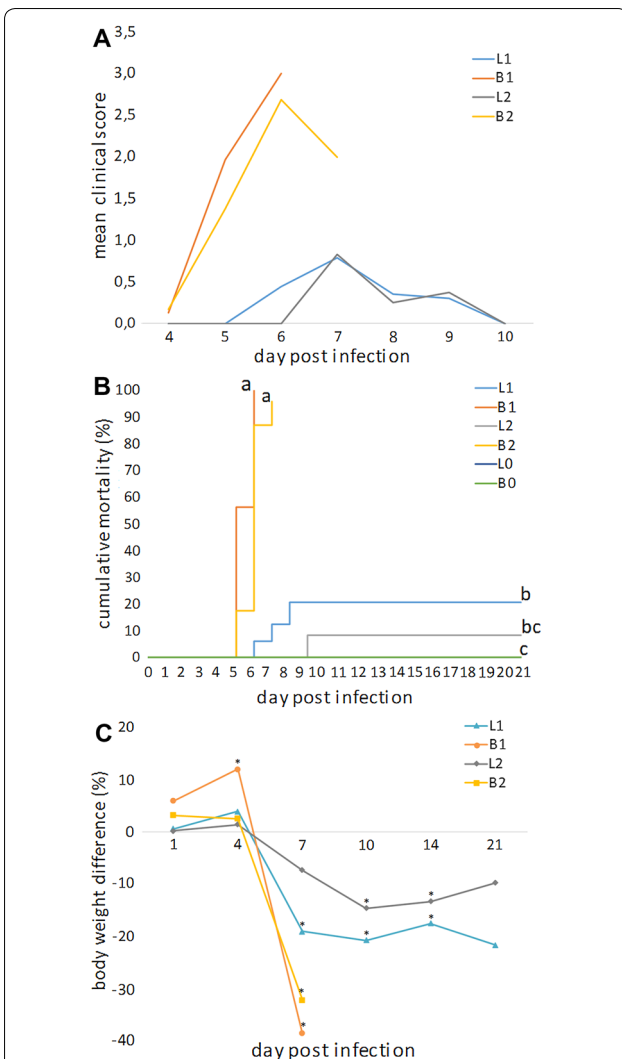 A
3,5
3,0
2,5
2,0
1,5
1,0
0,5
0,0
mean clinical score
L1
B1
L2
B2
4 5 6 7 8 9 10
day post infection
B
100
90
80
70
60
50
40
30
20
10
0
cumulative mortality (%)
a
a
b
bc
c
L1
B1
L2
B2
L0
B0
0 1 2 3 4 5 6 7 8 9 10 11 12 13 14 15 16 17 18 19 20 21
day post infection
C
20
10
0
-10
-20
-30
-40
body weight difference (%)
L1
B1
L2
B2
*
1 4 7 10 14 21
* * *
* *
*
*
day post infection